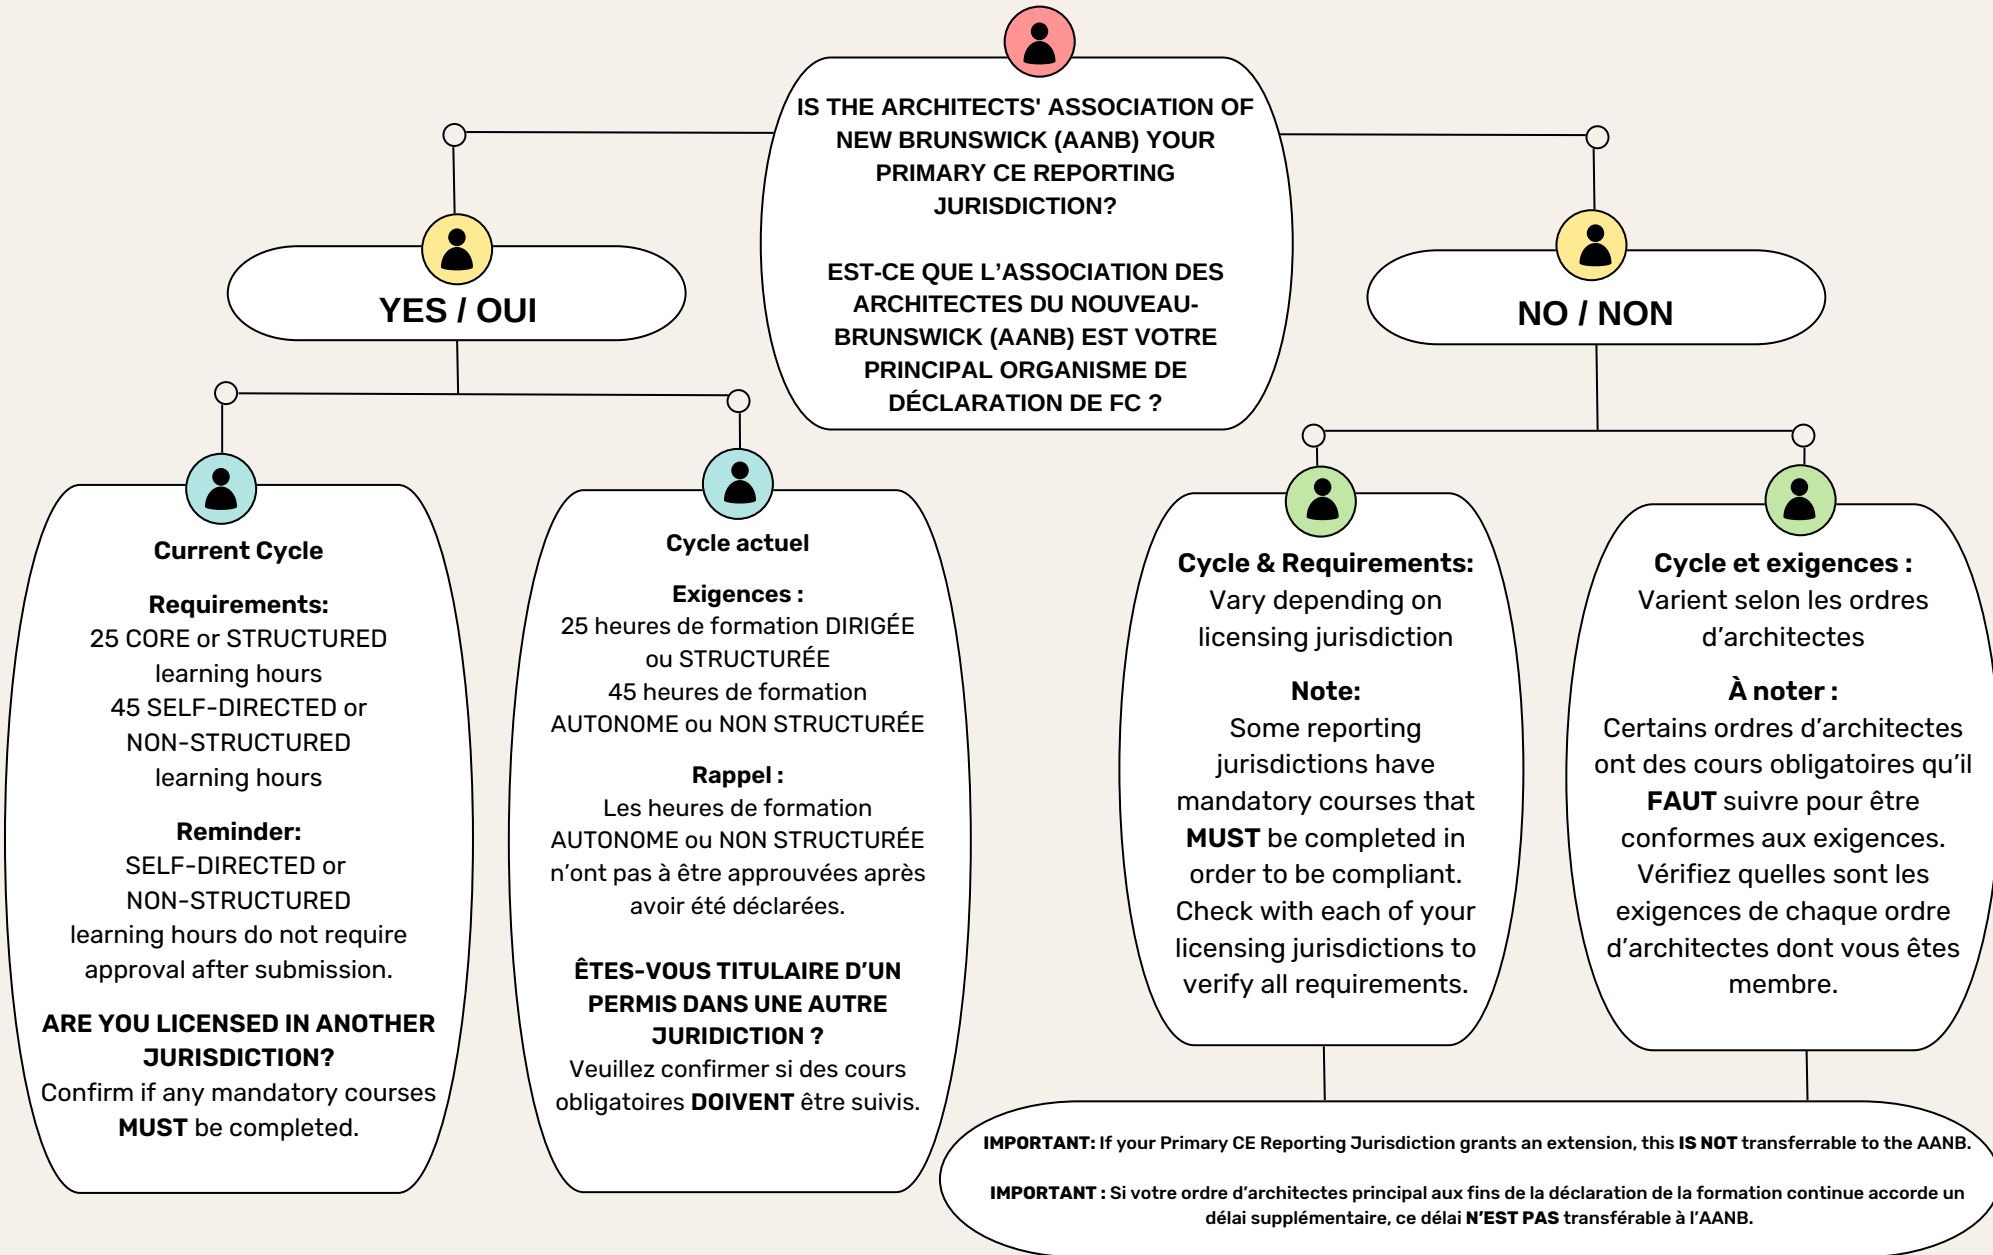 IS THE ARCHITECTS' ASSOCIATION OF
NEW BRUNSWICK (AANB) YOUR
PRIMARY CE REPORTING
JURISDICTION?
EST-CE QUE L'ASSOCIATION DES
ARCHITECTES DU NOUVEAU-
BRUNSWICK (AANB) EST VOTRE
PRINCIPAL ORGANISME DE
DÉCLARATION DE FC ?
YES / OUI
NO / NON
Current Cycle
Requirements:
25 CORE or STRUCTURED
learning hours
45 SELF-DIRECTED or
NON-STRUCTURED
learning hours
Reminder:
SELF-DIRECTED or
NON-STRUCTURED
learning hours do not require
approval after submission.
ARE YOU LICENSED IN ANOTHER
JURISDICTION?
Confirm if any mandatory courses
MUST be completed.
Cycle actuel
Exigences :
25 heures de formation DIRIGÉE
ou STRUCTURÉE
45 heures de formation
AUTONOME ou NON STRUCTURÉE
Rappel :
Les heures de formation
AUTONOME ou NON STRUCTURÉE
n'ont pas à être approuvées après
avoir été déclarées.
ÊTES-VOUS TITULAIRE D'UN
PERMIS DANS UNE AUTRE
JURIDICTION ?
Veuillez confirmer si des cours
obligatoires DOIVENT être suivis.
Cycle & Requirements:
Vary depending on
licensing jurisdiction
Note:
Some reporting
jurisdictions have
mandatory courses that
MUST be completed in
order to be compliant.
Check with each of your
licensing jurisdictions to
verify all requirements.
Cycle et exigences :
Varient selon les ordres
d'architectes
À noter :
Certains ordres d'architectes
ont des cours obligatoires qu'il
FAUT suivre pour être
conformes aux exigences.
Vérifiez quelles sont les
exigences de chaque ordre
d'architectes dont vous êtes
membre.
IMPORTANT: If your Primary CE Reporting Jurisdiction grants an extension, this IS NOT transferrable to the AANB.
IMPORTANT : Si votre ordre d'architectes principal aux fins de la déclaration de la formation continue accorde un
délai supplémentaire, ce délai N'EST PAS transférable à l'AANB.